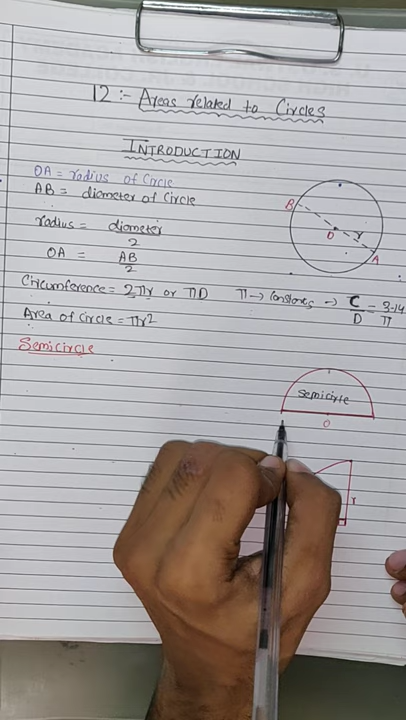 12 :- Areas related to Circles
INTRODUCTION
OA = radius of Circle
AB = diameter of Circle
radius = diameter
2
OA = AB
2
B
O
r
A
Circumference = 2πr or πD π → Constant → C = 3.14
D π
Area of circle = πr2
Semicircle
Semicircle
O
r